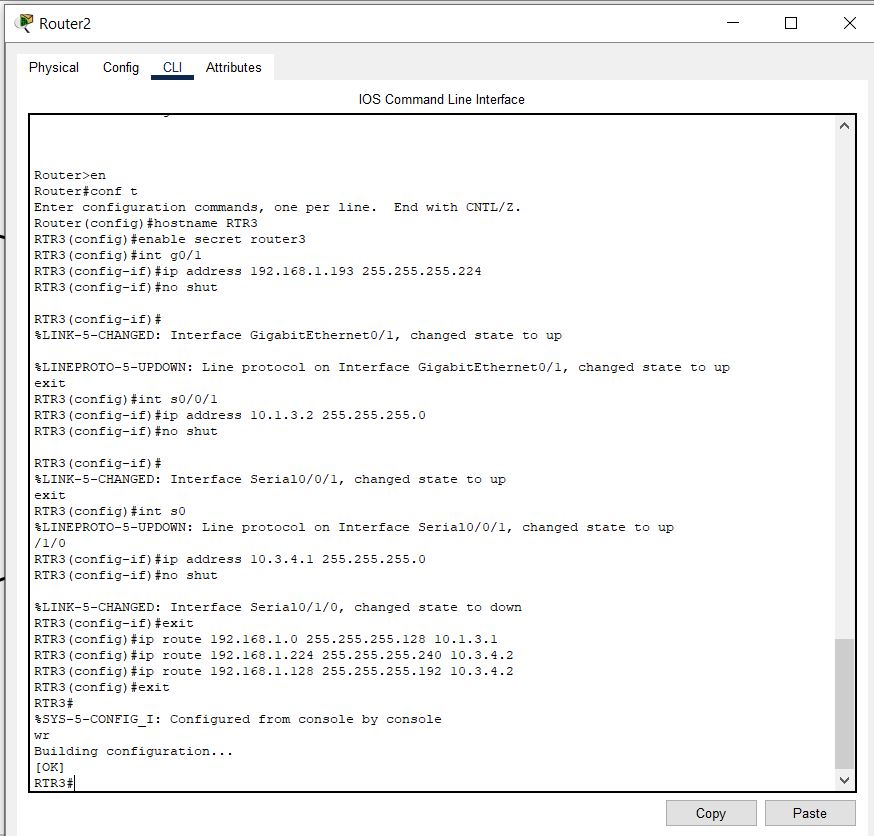 Router2
Physical Config CLI Attributes
IOS Command Line Interface
Router>en
Router#conf t
Enter configuration commands, one per line.  End with CNTL/Z.
Router(config)#hostname RTR3
RTR3(config)#enable secret router3
RTR3(config)#int g0/1
RTR3(config-if)#ip address 192.168.1.193 255.255.255.224
RTR3(config-if)#no shut
RTR3(config-if)#
%LINK-5-CHANGED: Interface GigabitEthernet0/1, changed state to up
%LINEPROTO-5-UPDOWN: Line protocol on Interface GigabitEthernet0/1, changed state to up
exit
RTR3(config)#int s0/0/1
RTR3(config-if)#ip address 10.1.3.2 255.255.255.0
RTR3(config-if)#no shut
RTR3(config-if)#
%LINK-5-CHANGED: Interface Serial0/0/1, changed state to up
exit
RTR3(config)#int s0
%LINEPROTO-5-UPDOWN: Line protocol on Interface Serial0/0/1, changed state to up
/1/0
RTR3(config-if)#ip address 10.3.4.1 255.255.255.0
RTR3(config-if)#no shut
%LINK-5-CHANGED: Interface Serial0/1/0, changed state to down
RTR3(config-if)#exit
RTR3(config)#ip route 192.168.1.0 255.255.255.128 10.1.3.1
RTR3(config)#ip route 192.168.1.224 255.255.255.240 10.3.4.2
RTR3(config)#ip route 192.168.1.128 255.255.255.192 10.3.4.2
RTR3(config)#exit
RTR3#
%SYS-5-CONFIG_I: Configured from console by console
wr
Building configuration...
[OK]
RTR3#
Copy Paste